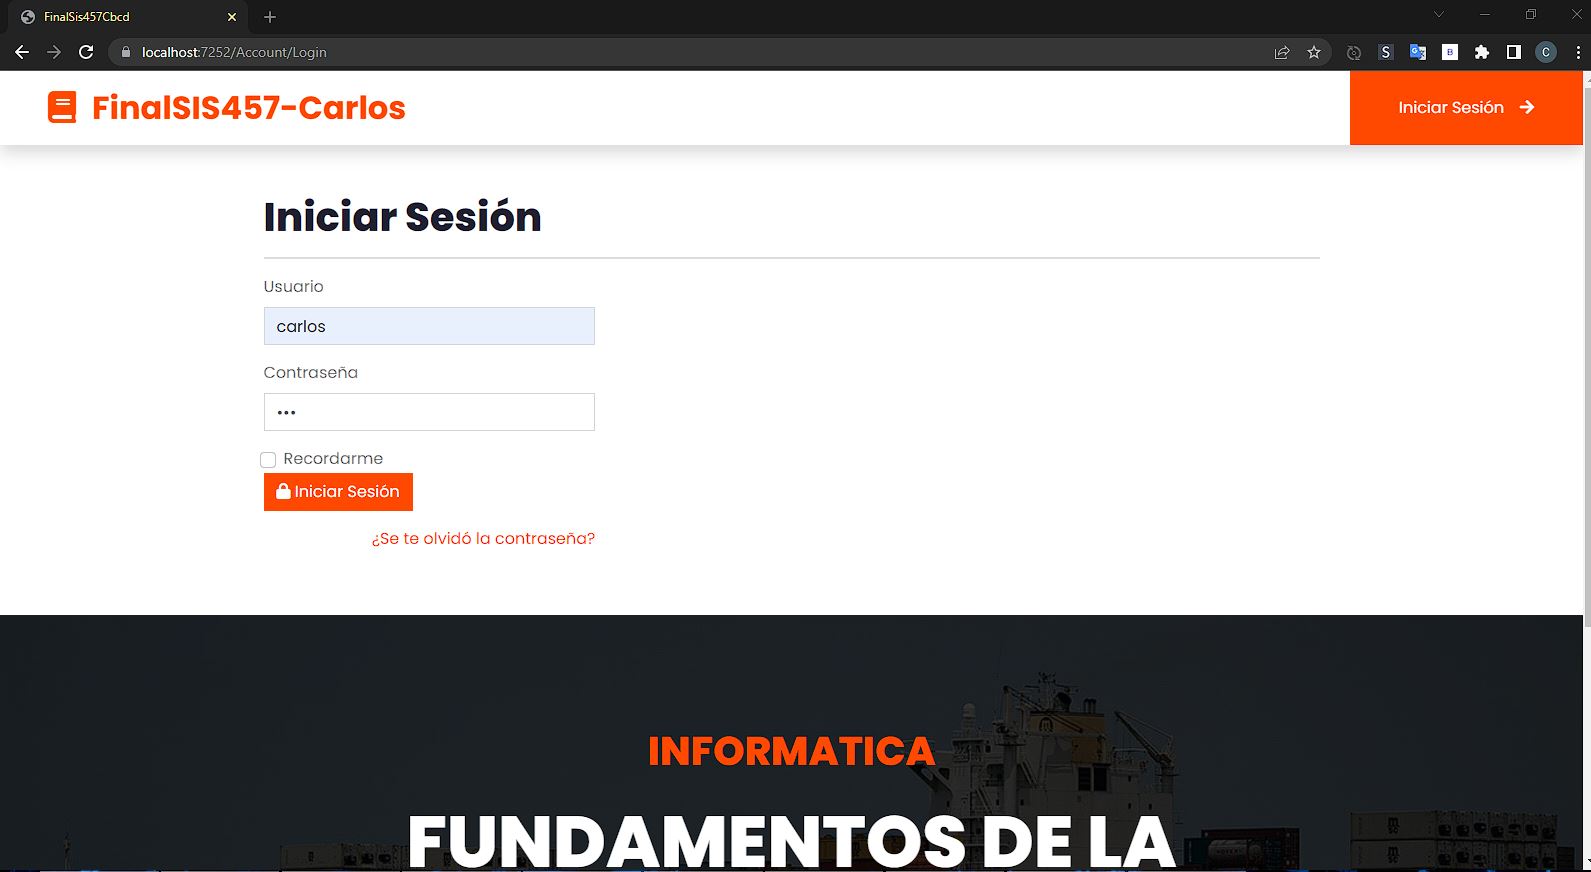 FinalSis457Cbcd
localhost:7252/Account/Login
FinalSIS457-Carlos
Iniciar Sesión
Iniciar Sesión
Usuario
carlos
Contraseña
•••
Recordarme
Iniciar Sesión
¿Se te olvidó la contraseña?
INFORMATICA
FUNDAMENTOS DE LA